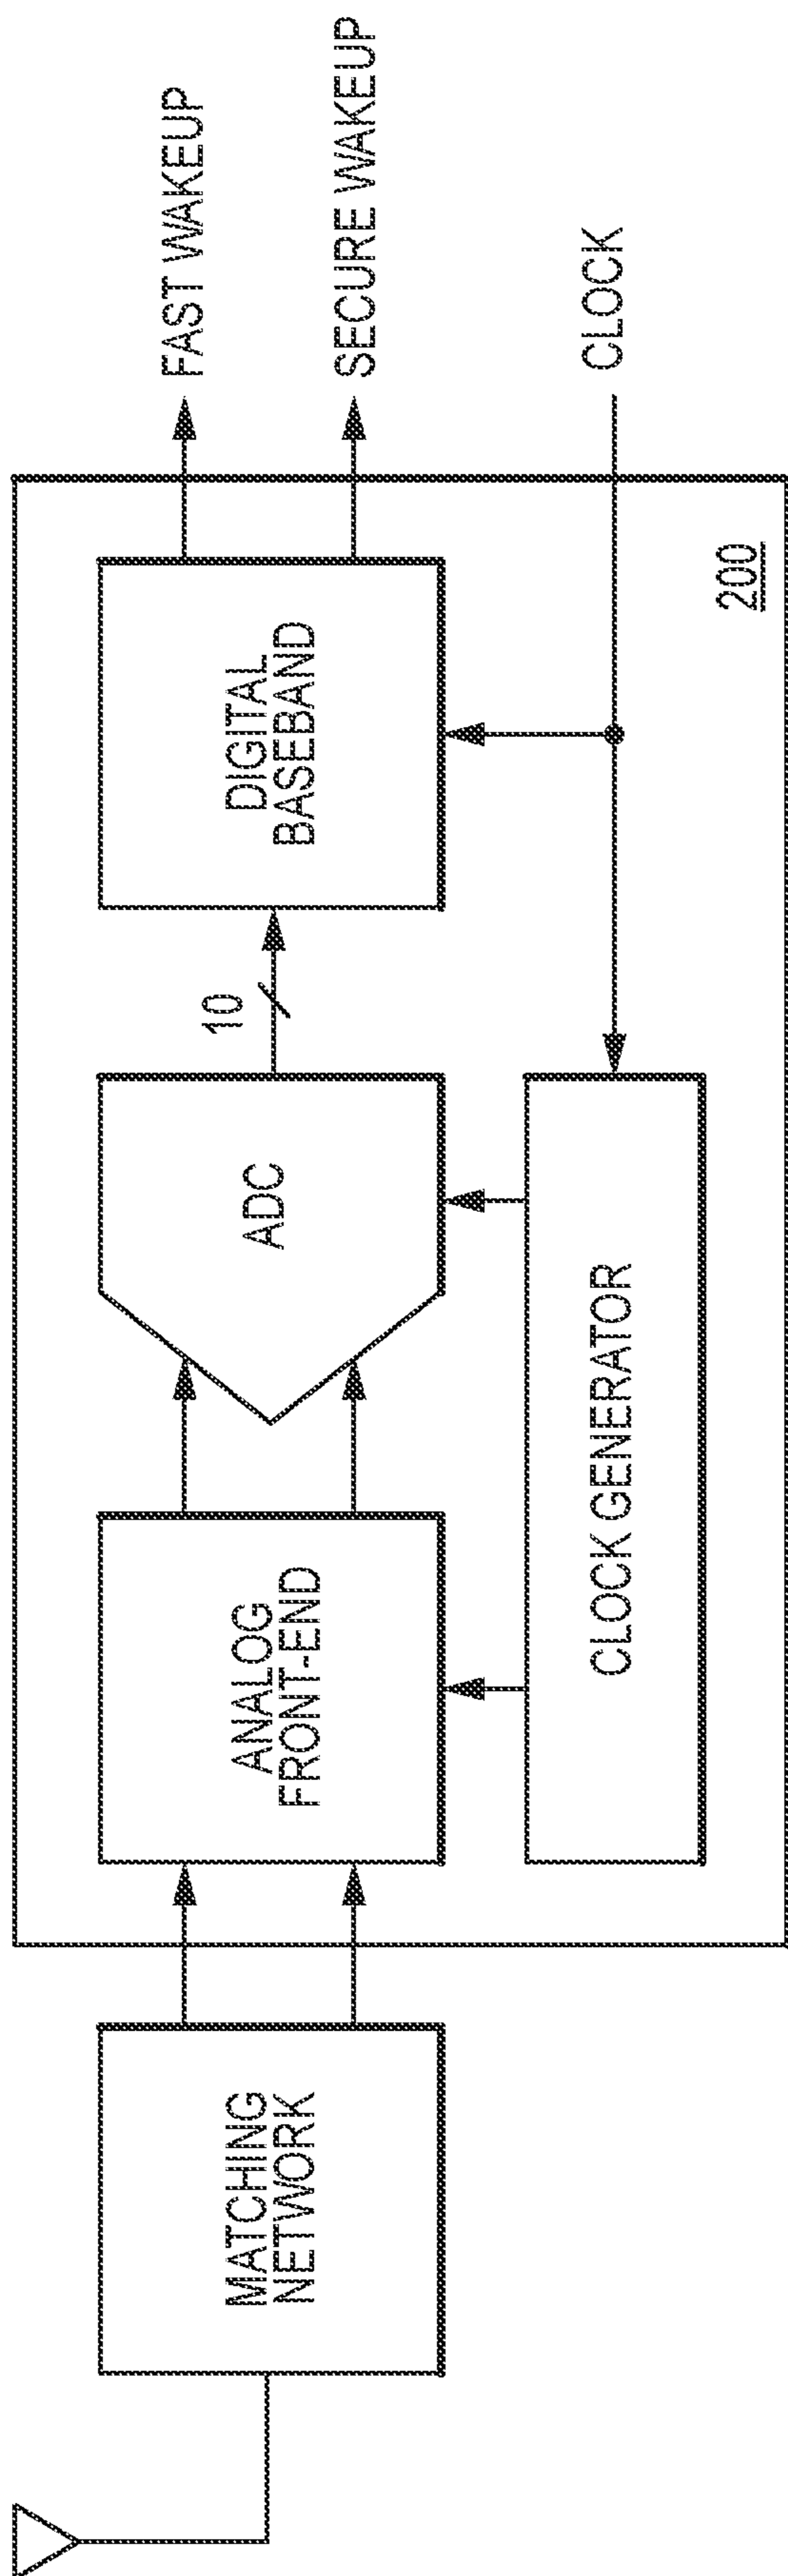 FAST WAKEUP
SECURE WAKEUP
CLOCK
DIGITAL
BASEBAND
200
10
ADC
ANALOG
FRONT-END
CLOCK GENERATOR
MATCHING
NETWORK